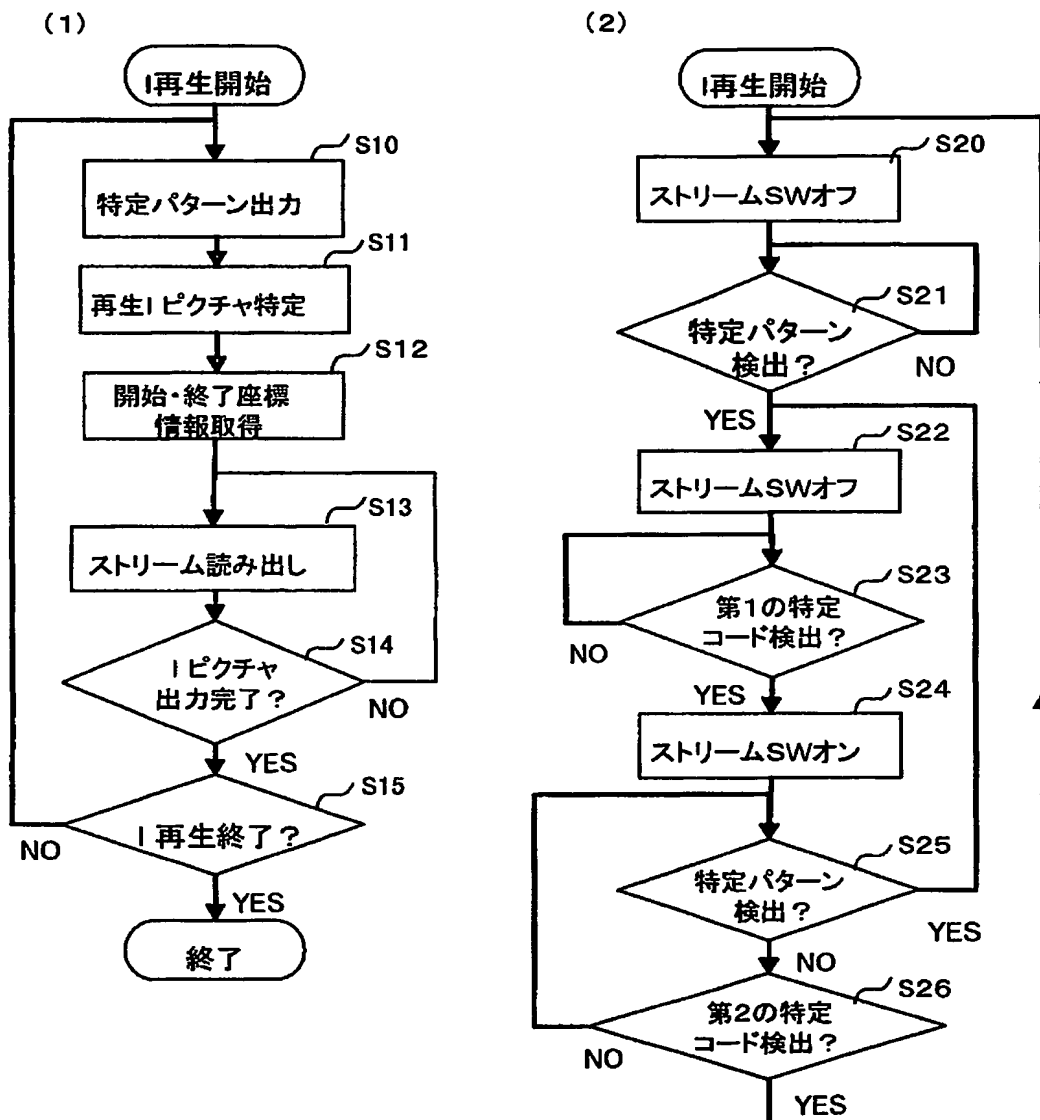 (1)
I再生開始
S10
特定パターン出力
S11
再生Iピクチャ特定
S12
開始・終了座標
情報取得
S13
ストリーム読み出し
S14
Iピクチャ
出力完了？
NO
YES
S15
I再生終了？
NO
YES
終了
(2)
I再生開始
S20
ストリームSWオフ
S21
特定パターン
検出？
NO
YES
S22
ストリームSWオフ
S23
第1の特定
コード検出？
NO
YES
S24
ストリームSWオン
S25
特定パターン
検出？
YES
NO
S26
第2の特定
コード検出？
NO
YES